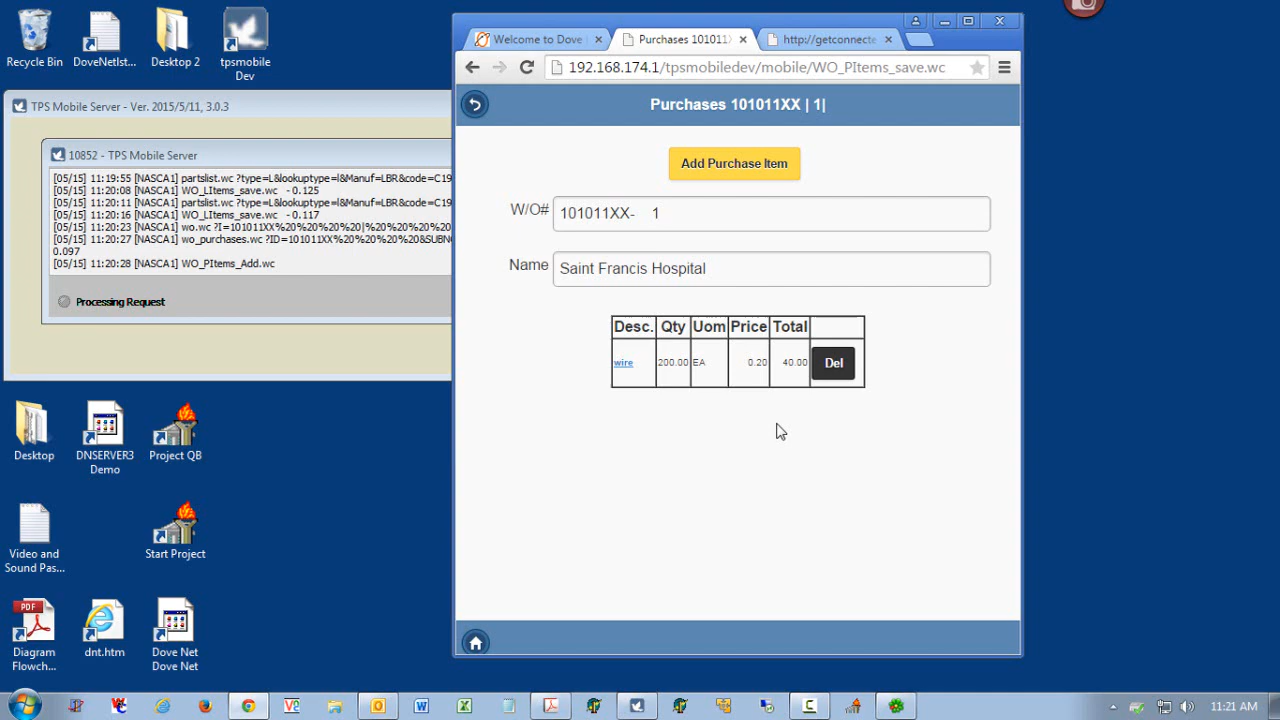 Recycle Bin
DoveNetIst...
Desktop 2
tpsmobile
Dev
TPS Mobile Server - Ver. 2015/5/11, 3.0.3
10852 - TPS Mobile Server
[05/15] 11:19:55 [NASCA1] partslist.wc ?type=L&lookuptype=l&Manuf=LBR&code=C19
[05/15] 11:20:08 [NASCA1] WO_LItems_save.wc - 0.125
[05/15] 11:20:16 [NASCA1] partslist.wc ?type=L&lookuptype=l&Manuf=LBR&code=C19
[05/15] 11:20:16 [NASCA1] WO_LItems_save.wc - 0.117
[05/15] 11:20:23 [NASCA1] wo.wc ?I=101011XX%20%20%20%20|%20%20%20%20
[05/15] 11:20:27 [NASCA1] wo_purchases.wc ?ID=101011XX%20%20%20%20&SUBNO
0.097
[05/15] 11:20:28 [NASCA1] WO_PItems_Add.wc
Processing Request
Welcome to Dove
Purchases 101011
http://getconnecte
192.168.174.1/tpsmobiledev/mobile/WO_PItems_save.wc
Purchases 101011XX | 1|
Add Purchase Item
W/O# 101011XX- 1
Name Saint Francis Hospital
Desc. Qty Uom Price Total
wire 200.00 EA 0.20 40.00 Del
Desktop
DNSERVER3
Demo
Project QB
Video and
Sound Pas...
Start Project
PDF
Diagram
Flowch...
dnt.htm
Dove Net
Dove Net
11:21 AM